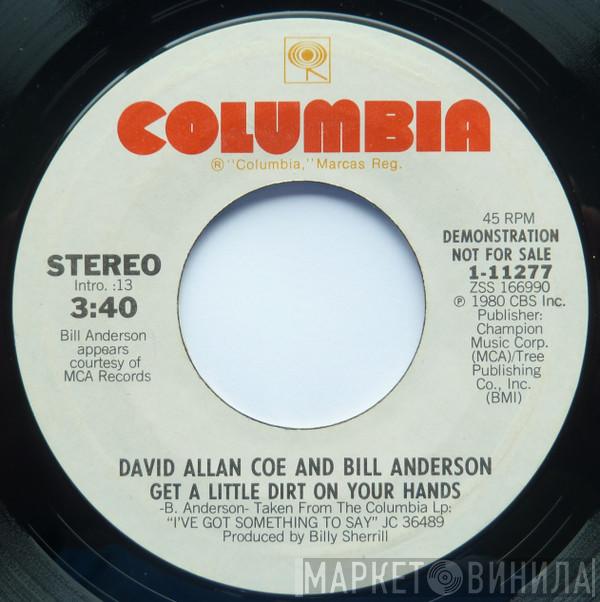 COLUMBIA
®"Columbia," Marcas Reg.
STEREO
Intro. :13
3:40
Bill Anderson
appears
courtesy of
MCA Records
45 RPM
DEMONSTRATION
NOT FOR SALE
1-11277
ZSS 166990
℗ 1980 CBS Inc.
Publisher:
Champion
Music Corp.
(MCA)/Tree
Publishing
Co., Inc.
(BMI)
DAVID ALLAN COE AND BILL ANDERSON
GET A LITTLE DIRT ON YOUR HANDS
-B. Anderson- Taken From The Columbia Lp:
"I'VE GOT SOMETHING TO SAY" JC 36489
Produced by Billy Sherrill
МАРКЕТ ВИНИЛА